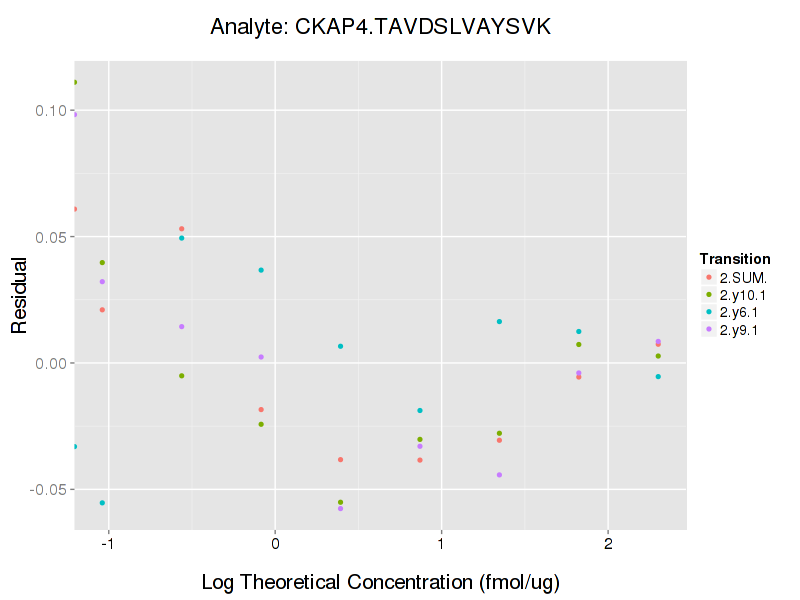 Analyte: CKAP4.TAVDSLVAYSVK
0.10
0.05
0.00
-0.05
Residual
-1
0
1
2
Log Theoretical Concentration (fmol/ug)
Transition
2.SUM.
2.y10.1
2.y6.1
2.y9.1